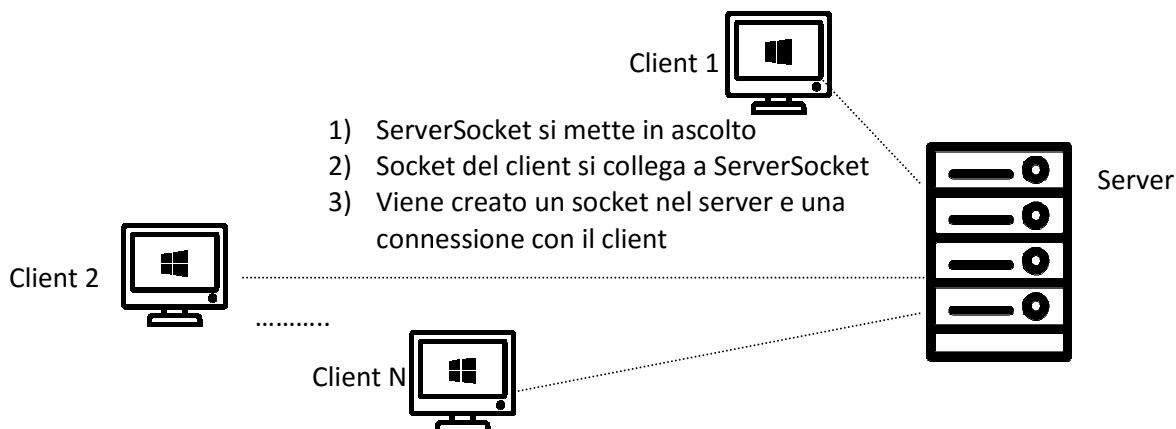 Client 1
1) ServerSocket si mette in ascolto
2) Socket del client si collega a ServerSocket
3) Viene creato un socket nel server e una
connessione con il client
Server
Client 2
………..
Client N